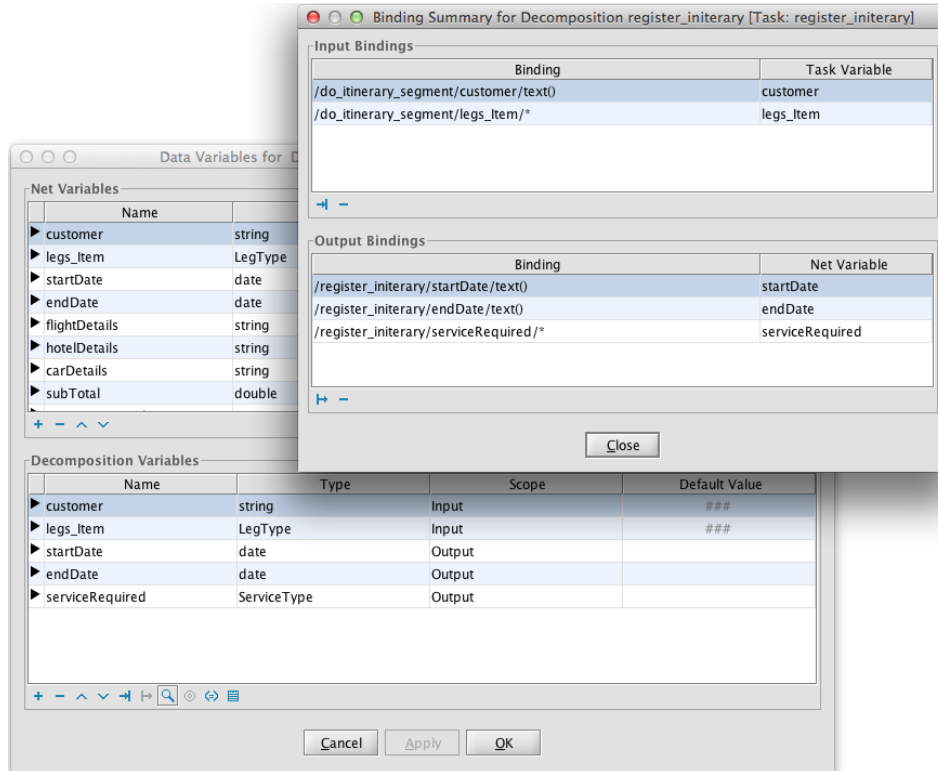 Binding Summary for Decomposition register_initerary [Task: register_initerary]
Input Bindings
Binding Task Variable
/do_itinerary_segment/customer/text() customer
/do_itinerary_segment/legs_Item/* legs_Item
Output Bindings
Binding Net Variable
/register_initerary/startDate/text() startDate
/register_initerary/endDate/text() endDate
/register_initerary/serviceRequired/* serviceRequired
Close
Data Variables for
Net Variables
Name
customer string
legs_Item LegType
startDate date
endDate date
flightDetails string
hotelDetails string
carDetails string
subTotal double
Decomposition Variables
Name Type Scope Default Value
customer string Input ###
legs_Item LegType Input ###
startDate date Output
endDate date Output
serviceRequired ServiceType Output
Cancel Apply OK